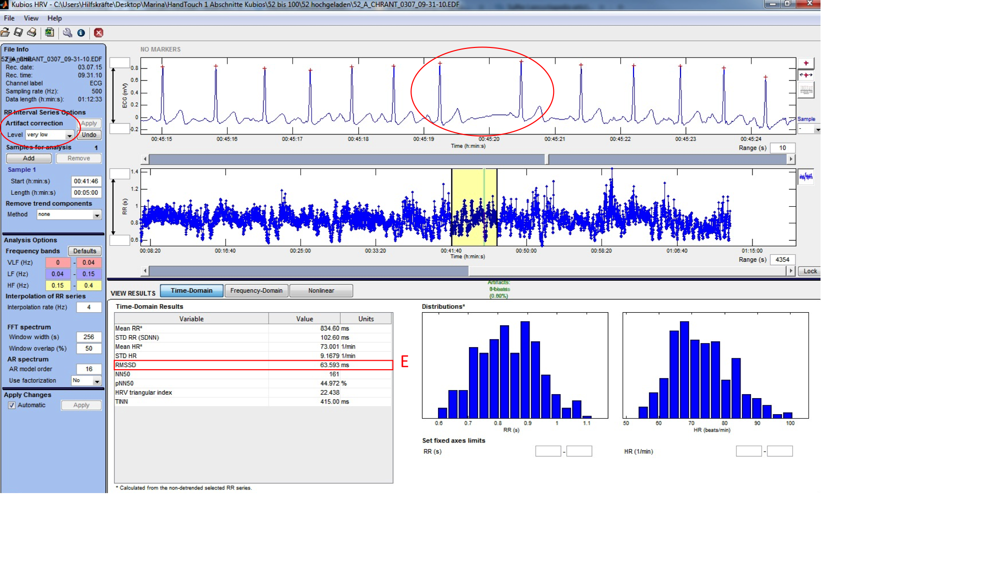 Kubios HRV - C:\Users\Hilfskräfte\Desktop\Marina\HandTouch 1 Abschnitte Kubios\52 bis 100\52 hochgeladen\52_A_CHRANT_0307_09-31-10.EDF
File View Help
File Info
File name: 52_A_CHRANT_0307_09-31-10.EDF
Rec. date: 03.07.15
Rec. time: 09.31.10
Channel label ECG
Sampling rate (Hz): 500
Data length (h:min:s): 01:12:33
RR Interval Series Options
Artifact correction Apply
Level very low Undo
Samples for analysis 1
Add Remove
Sample 1
Start (h:min:s) 00:41:46
Length (h:min:s) 00:05:00
Remove trend components
Method none
Analysis Options
Frequency bands Defaults
VLF (Hz) 0 - 0.04
LF (Hz) 0.04 - 0.15
HF (Hz) 0.15 - 0.4
Interpolation of RR series
Interpolation rate (Hz) 4
FFT spectrum
Window width (s) 256
Window overlap (%) 50
AR spectrum
AR model order 16
Use factorization No
Apply Changes
Automatic Apply
NO MARKERS
ECG (mV)
0.8
0.6
0.4
0.2
0
-0.2
00:45:15 00:45:16 00:45:17 00:45:18 00:45:19 00:45:20 00:45:21 00:45:22 00:45:23 00:45:24
Time (h:min:s)
Range (s) 10
Sample
-
RR (s)
1.4
1.2
1
0.8
0.6
00:08:20 00:16:40 00:25:00 00:33:20 00:41:40 00:50:00 00:58:20 01:06:40 01:15:00
Time (h:min:s)
Range (s) 4354
Lock
VIEW RESULTS Time-Domain Frequency-Domain Nonlinear
Artifacts:
Time-Domain Results
Variable Value Units
Mean RR* 834.60 ms
STD RR (SDNN) 102.60 ms
Mean HR* 73.001 1/min
STD HR 9.1679 1/min
RMSSD 63.593 ms
E
NN50 161
pNN50 44.972 %
HRV triangular index 22.438
TINN 415.00 ms
* Calculated from the non-detrended selected RR series.
Distributions*
0.6 0.7 0.8 0.9 1 1.1
RR (s)
50 60 70 80 90 100
HR (beats/min)
Set fixed axes limits
RR (s) -
HR (1/min) -